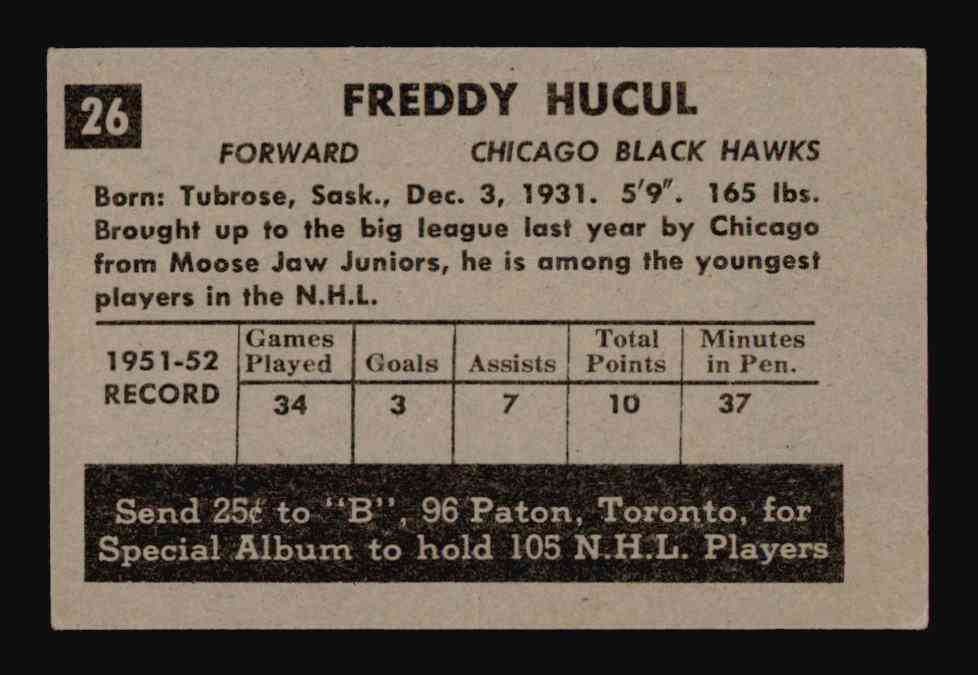 26
FREDDY HUCUL
FORWARD CHICAGO BLACK HAWKS
Born: Tubrose, Sask., Dec. 3, 1931. 5'9". 165 lbs.
Brought up to the big league last year by Chicago
from Moose Jaw Juniors, he is among the youngest
players in the N.H.L.
1951-52 RECORD
Games Played Goals Assists Total Points Minutes in Pen.
34 3 7 10 37
Send 25¢ to "B", 96 Paton, Toronto, for
Special Album to hold 105 N.H.L. Players